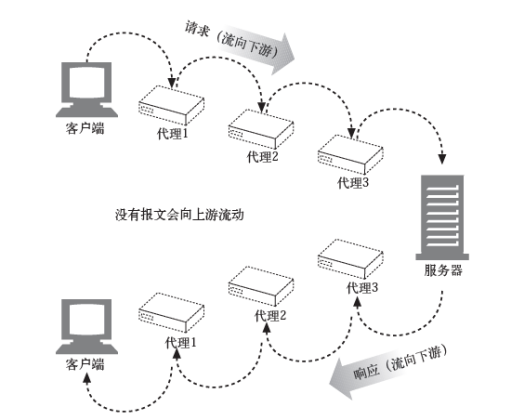 请求（流向下游）
客户端
代理1
代理2
代理3
没有报文会向上游流动
服务器
代理3
代理2
代理1
客户端
响应（流向下游）